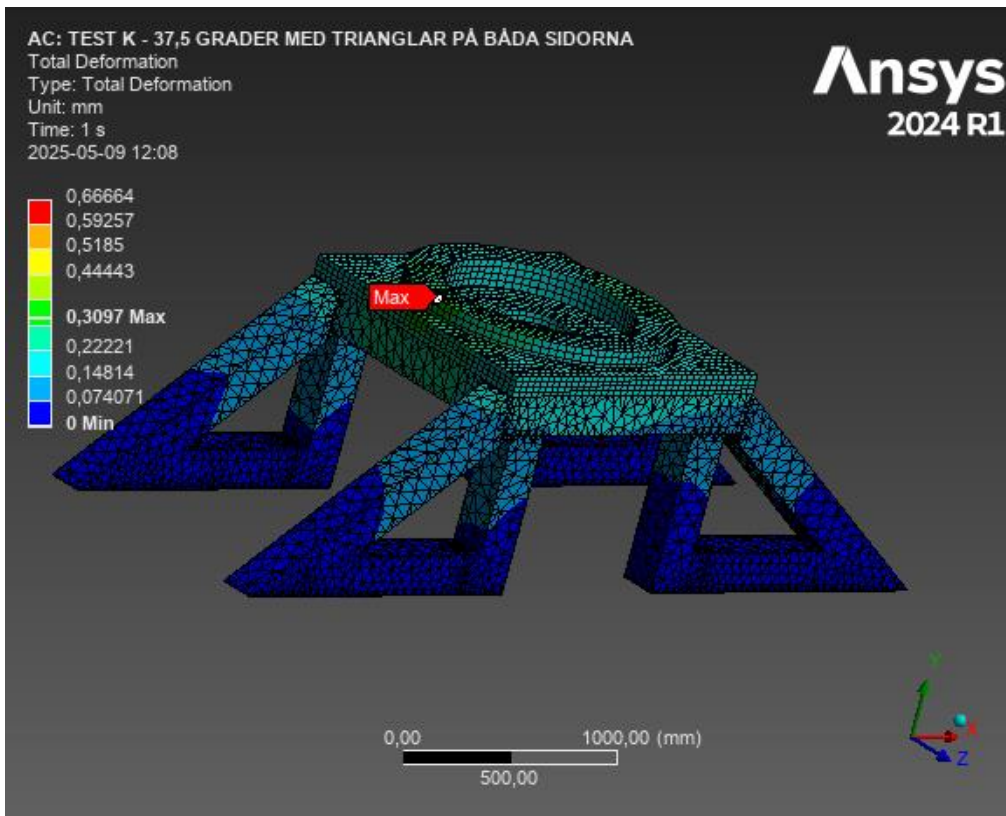 AC: TEST K - 37,5 GRADER MED TRIANGLAR PÅ BÅDA SIDORNA
Total Deformation
Type: Total Deformation
Unit: mm
Time: 1 s
2025-05-09 12:08
Ansys
2024 R1
0,66664
0,59257
0,5185
0,44443
0,3097 Max
0,22221
0,14814
0,074071
0 Min
Max
0,00
1000,00 (mm)
500,00
Y
X
Z